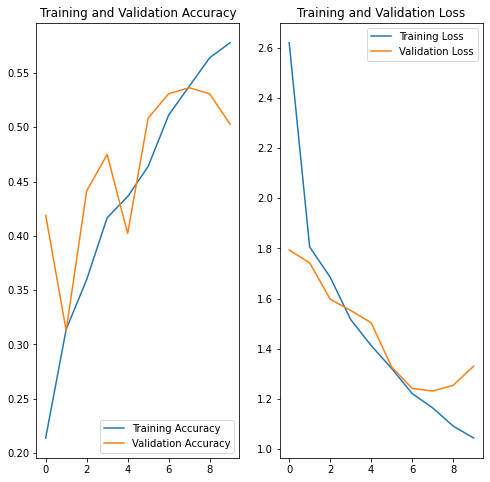 Training and Validation Accuracy
0.55
0.50
0.45
0.40
0.35
0.30
0.25
0.20
0 2 4 6 8
Training Accuracy
Validation Accuracy
Training and Validation Loss
2.6
2.4
2.2
2.0
1.8
1.6
1.4
1.2
1.0
0 2 4 6 8
Training Loss
Validation Loss